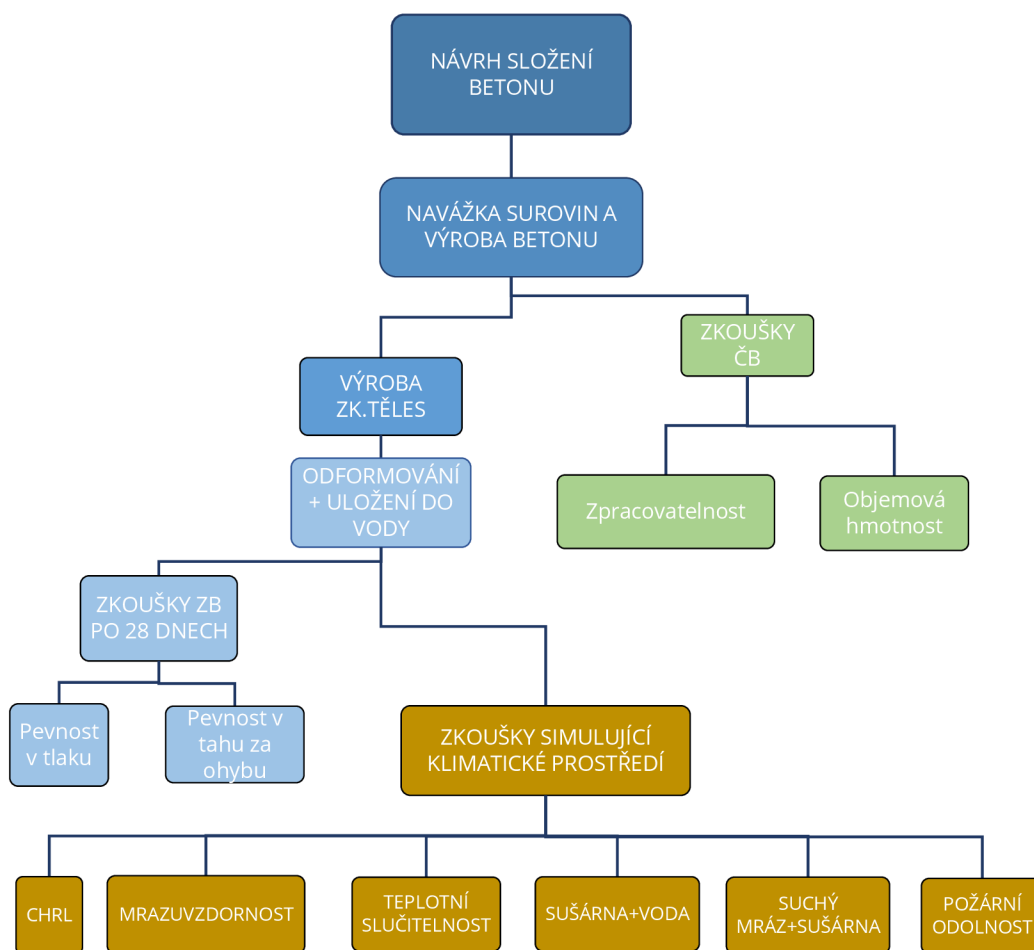 NÁVRH SLOŽENÍ
BETONU
NAVÁŽKA SUROVIN A
VÝROBA BETONU
ZKOUŠKY
ČB
VÝROBA
ZK.TĚLES
ODFORMOVÁNÍ
+ ULOŽENÍ DO
VODY
Zpracovatelnost
Objemová
hmotnost
ZKOUŠKY ZB
PO 28 DNECH
Pevnost
v tlaku
Pevnost v
tahu za
ohybu
ZKOUŠKY SIMULUJÍCÍ
KLIMATICKÉ PROSTŘEDÍ
CHRL
MRAZUVZDORNOST
TEPLOTNÍ
SLUČITELNOST
SUŠÁRNA+VODA
SUCHÝ
MRÁZ+SUŠÁRNA
POŽÁRNÍ
ODOLNOST